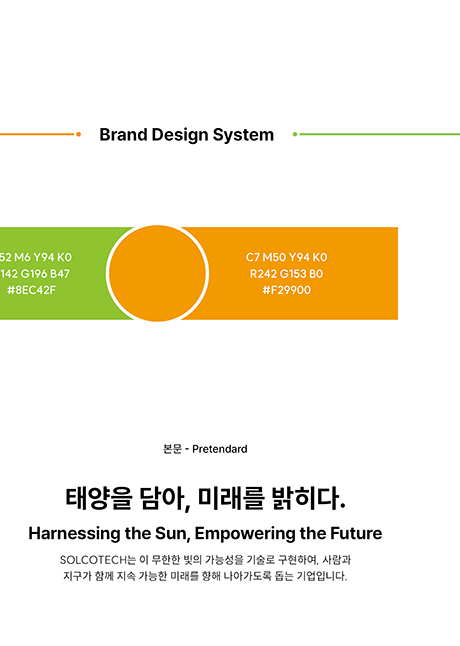 Brand Design System
52 M6 Y94 K0
142 G196 B47
#8EC42F
C7 M50 Y94 K0
R242 G153 B0
#F29900
본문 - Pretendard
태양을 담아, 미래를 밝히다.
Harnessing the Sun, Empowering the Future
SOLCOTECH는 이 무한한 빛의 가능성을 기술로 구현하여, 사람과
지구가 함께 지속 가능한 미래를 향해 나아가도록 돕는 기업입니다.